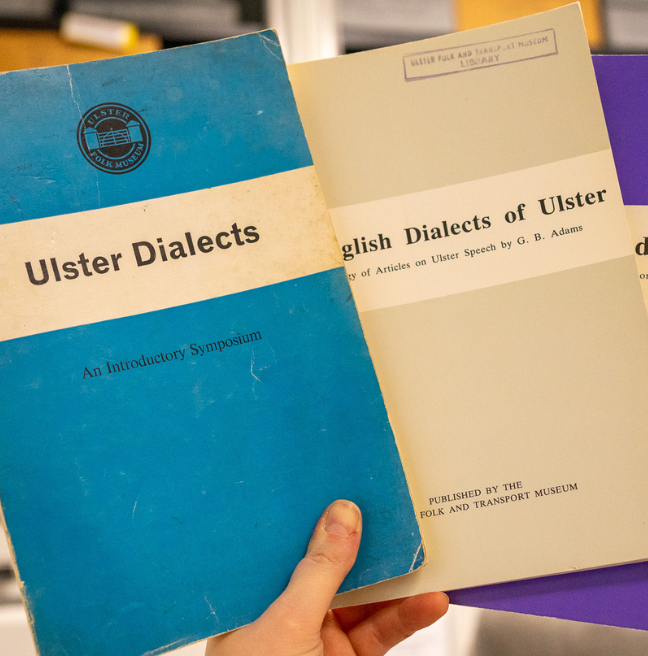 ULSTER
FOLK MUSEUM
Ulster Dialects
An Introductory Symposium
ULSTER FOLK AND TRANSPORT MUSEUM
LIBRARY
glish Dialects of Ulster
gy of Articles on Ulster Speech by G. B. Adams
PUBLISHED BY THE
FOLK AND TRANSPORT MUSEUM
d